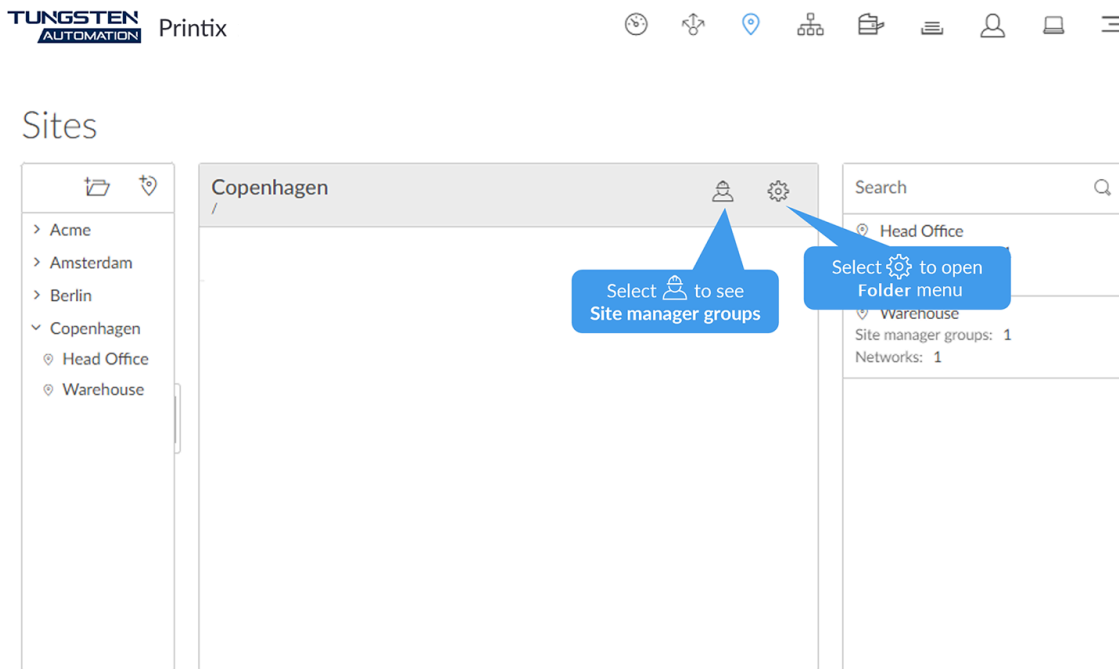 TUNGSTEN
AUTOMATION
Printix
Sites
Acme
Amsterdam
Berlin
Copenhagen
Head Office
Warehouse
Copenhagen
/
Select to see
Site manager groups
Search
Head Office
Select to open
Folder menu
Warehouse
Site manager groups: 1
Networks: 1